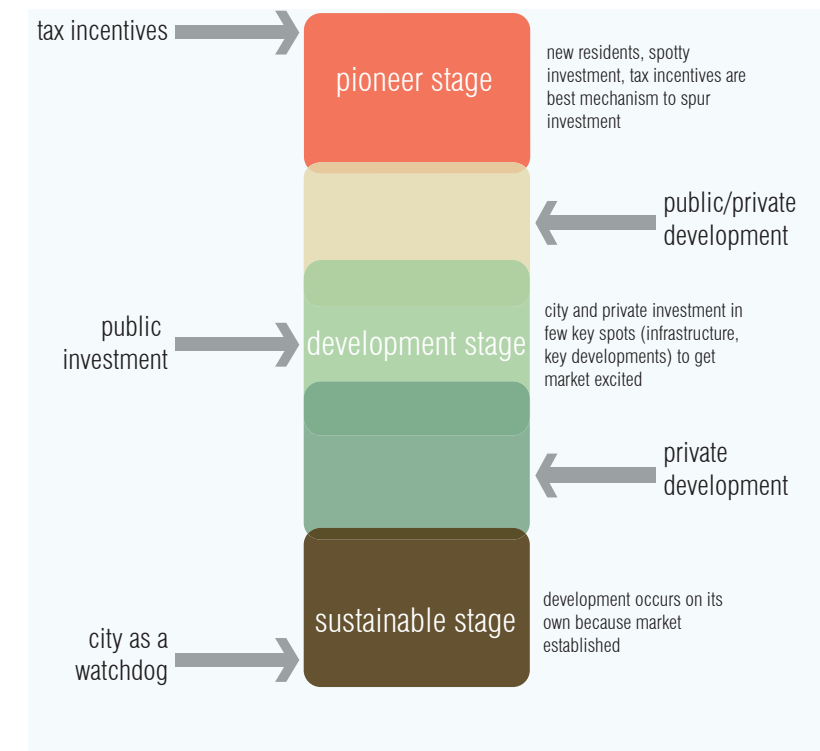 tax incentives
pioneer stage
new residents, spotty
investment, tax incentives are
best mechanism to spur
investment
public/private
development
public
investment
development stage
city and private investment in
few key spots (infrastructure,
key developments) to get
market excited
private
development
sustainable stage
development occurs on its
own because market
established
city as a
watchdog